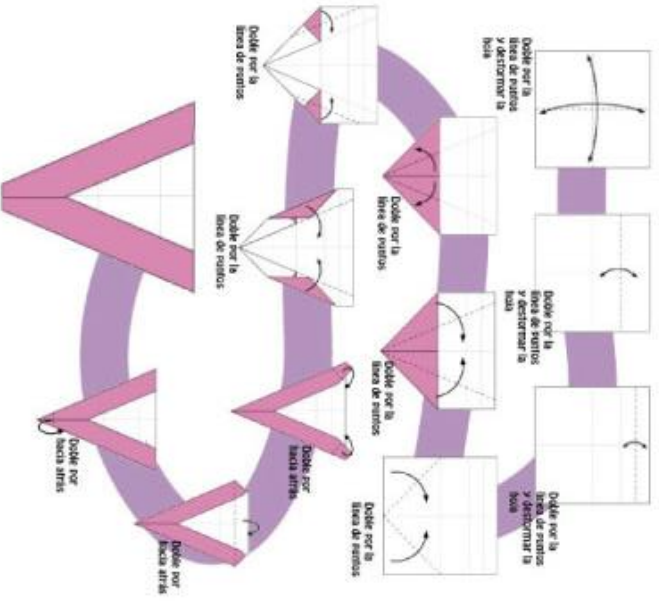 Doble por la
línea de puntos
y desformar la
hoja
Doble por la
línea de puntos
y desformar la
hoja
Doble por la
línea de puntos
y desformar la
hoja
Doble por la
línea de puntos
Doble por la
línea de puntos
Doble por la
línea de puntos
Doble por la
línea de puntos
Doble por la
línea de puntos
Doble por
hacia atrás
Doble por
hacia atrás
Doble por
hacia atrás